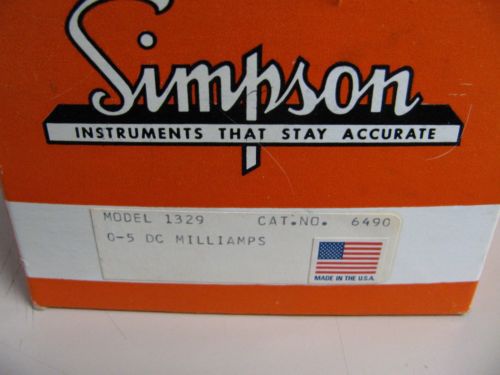 Simpson
INSTRUMENTS THAT STAY ACCURATE
MODEL 1329 CAT.NO. 6490
0-5 DC MILLIAMPS
MADE IN THE U.S.A.